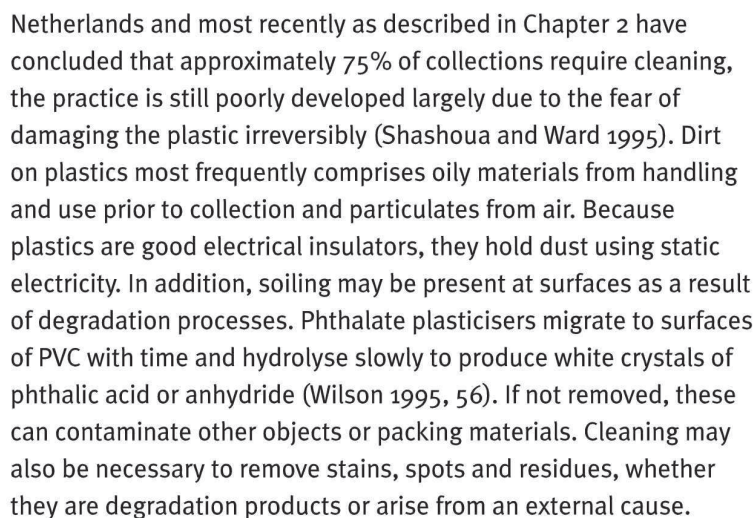 Netherlands and most recently as described in Chapter 2 have
concluded that approximately 75% of collections require cleaning,
the practice is still poorly developed largely due to the fear of
damaging the plastic irreversibly (Shashoua and Ward 1995). Dirt
on plastics most frequently comprises oily materials from handling
and use prior to collection and particulates from air. Because
plastics are good electrical insulators, they hold dust using static
electricity. In addition, soiling may be present at surfaces as a result
of degradation processes. Phthalate plasticisers migrate to surfaces
of PVC with time and hydrolyse slowly to produce white crystals of
phthalic acid or anhydride (Wilson 1995, 56). If not removed, these
can contaminate other objects or packing materials. Cleaning may
also be necessary to remove stains, spots and residues, whether
they are degradation products or arise from an external cause.